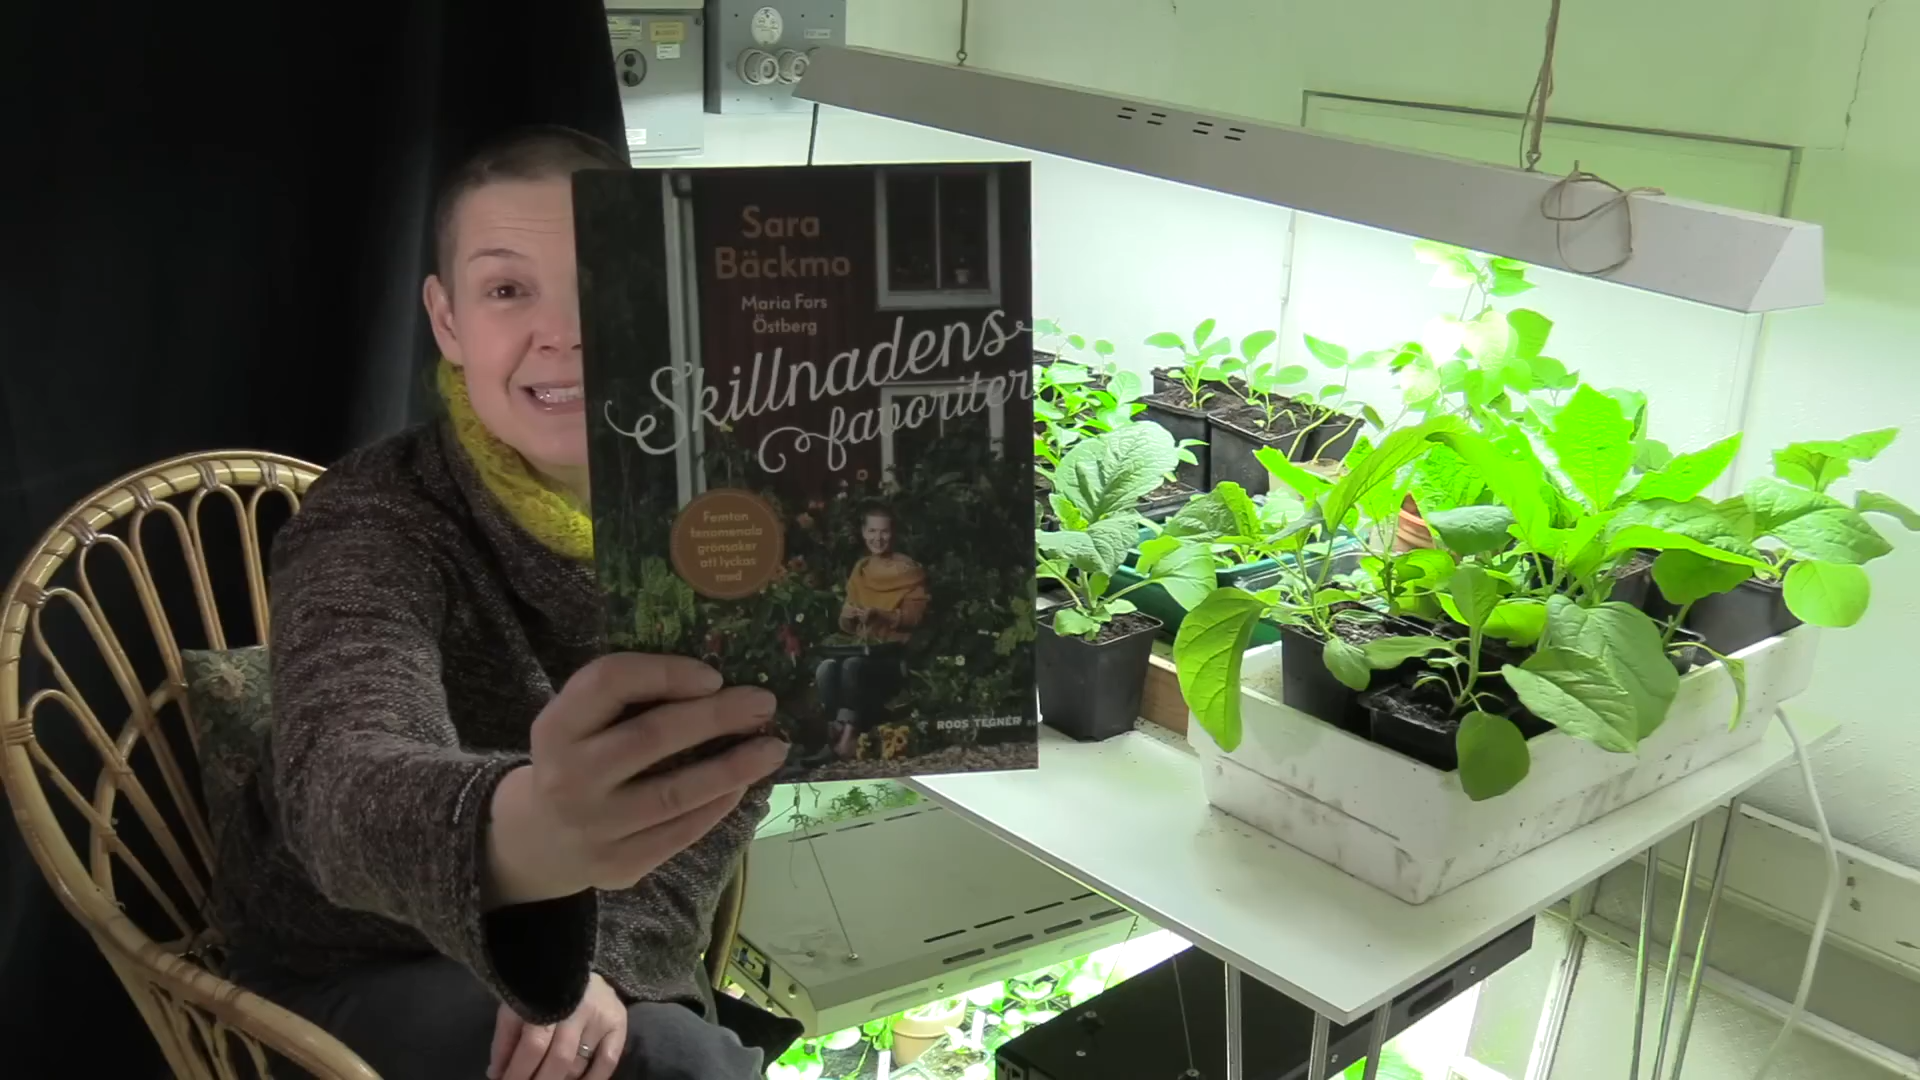 Sara
Bäckmo
Maria Fors
Östberg
Skillnadens
favoriter
Femton
fenomenala
grönsaker
att lyckas
med
ROOS TEGNÉR